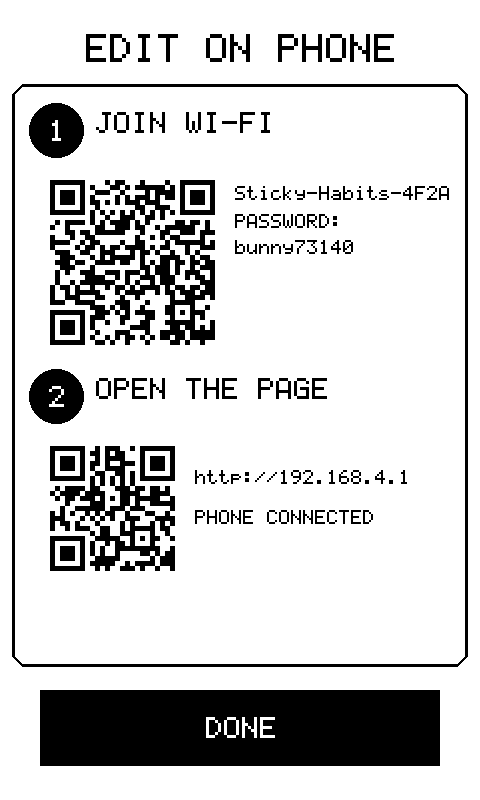 EDIT ON PHONE
1 JOIN WI-FI
Sticky-Habits-4F2A
PASSWORD:
bunny73140
2 OPEN THE PAGE
http://192.168.4.1
PHONE CONNECTED
DONE